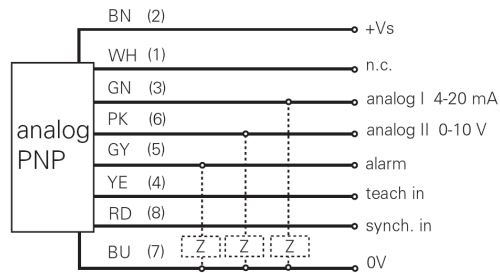 BN (2)
+Vs
WH (1)
n.c.
GN (3)
analog I 4-20 mA
PK (6)
analog II 0-10 V
analog
PNP
GY (5)
alarm
YE (4)
teach in
RD (8)
synch. in
Z Z Z
BU (7)
0V